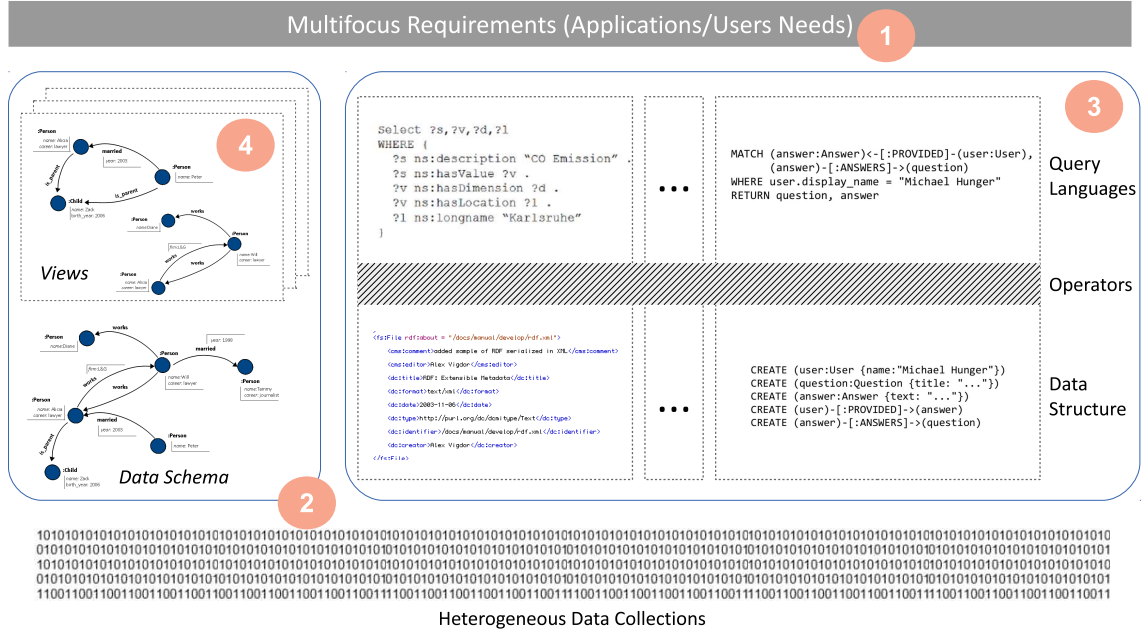 Multifocus Requirements (Applications/Users Needs)
1
4
:Person
name: Alicia
career: lawyer
married
year: 2003
:Person
name: Peter
is_parent
is_parent
:Child
name: Zack
birth_year: 2006
:Person
name:Diane
works
:Person
name:Will
career: lawyer
firm:L&G
works
works
:Person
name: Alicia
career: lawyer
Views
works
:Person
name:Diane
year: 1998
married
:Person
name:Will
career: lawyer
:Person
name:Tammy
career: journalist
firm:L&G
works
works
:Person
name: Alicia
career: lawyer
married
year: 2003
:Person
name: Peter
is_parent
:Child
name: Zack
birth_year: 2006
Data Schema
2
3
Select ?s,?v,?d,?l
WHERE {
?s ns:description “CO Emission” .
?s ns:hasValue ?v .
?v ns:hasDimension ?d .
?v ns:hasLocation ?l .
?l ns:longname “Karlsruhe”
}
...
MATCH (answer:Answer)<-[:PROVIDED]-(user:User),
(answer)-[:ANSWERS]->(question)
WHERE user.display_name = "Michael Hunger"
RETURN question, answer
Query
Languages
Operators
<fs:File rdf:about = "/docs/manual/develop/rdf.xml">
<cms:comment>added sample of RDF serialized in XML</cms:comment>
<cms:editor>Alex Vigdor</cms:editor>
<dc:title>RDF: Extensible Metadata</dc:title>
<dc:format>text/xml</dc:format>
<dc:date>2003-11-06</dc:date>
<dc:type>http://purl.org/dc/dcmitype/Text</dc:type>
<dc:identifier>/docs/manual/develop/rdf.xml</dc:identifier>
<dc:creator>Alex Vigdor</dc:creator>
</fs:File>
...
CREATE (user:User {name:"Michael Hunger"})
CREATE (question:Question {title: "..."})
CREATE (answer:Answer {text: "..."})
CREATE (user)-[:PROVIDED]->(answer)
CREATE (answer)-[:ANSWERS]->(question)
Data
Structure
Heterogeneous Data Collections